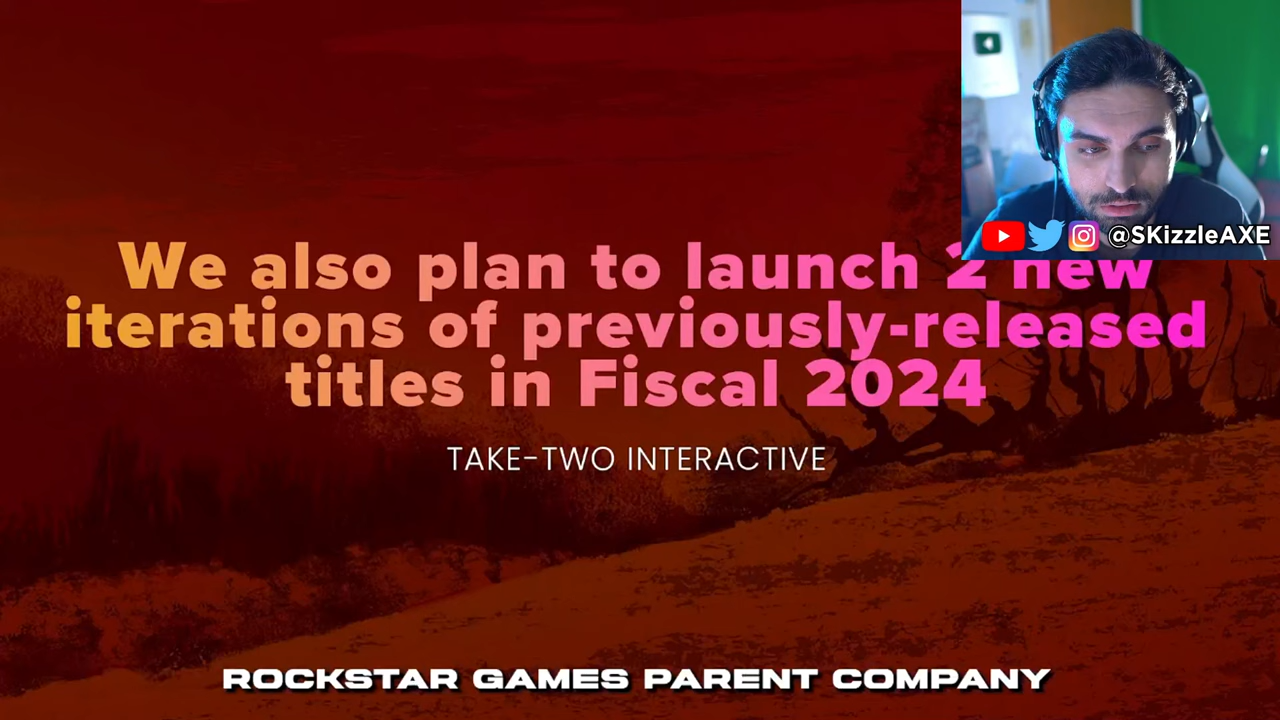 @SKizzleAXE
We also plan to launch 2 new
iterations of previously-released
titles in Fiscal 2024
TAKE-TWO INTERACTIVE
ROCKSTAR GAMES PARENT COMPANY